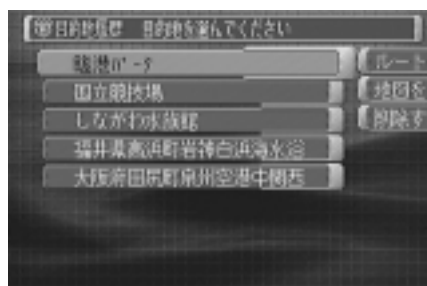 目的地履歴 目的地を選んでください
臨港パーク
ルート
国立競技場
地図を
しながわ水族館
削除す
福井県高浜町岩神白浜海水浴
大阪府田尻町泉州空港中関西